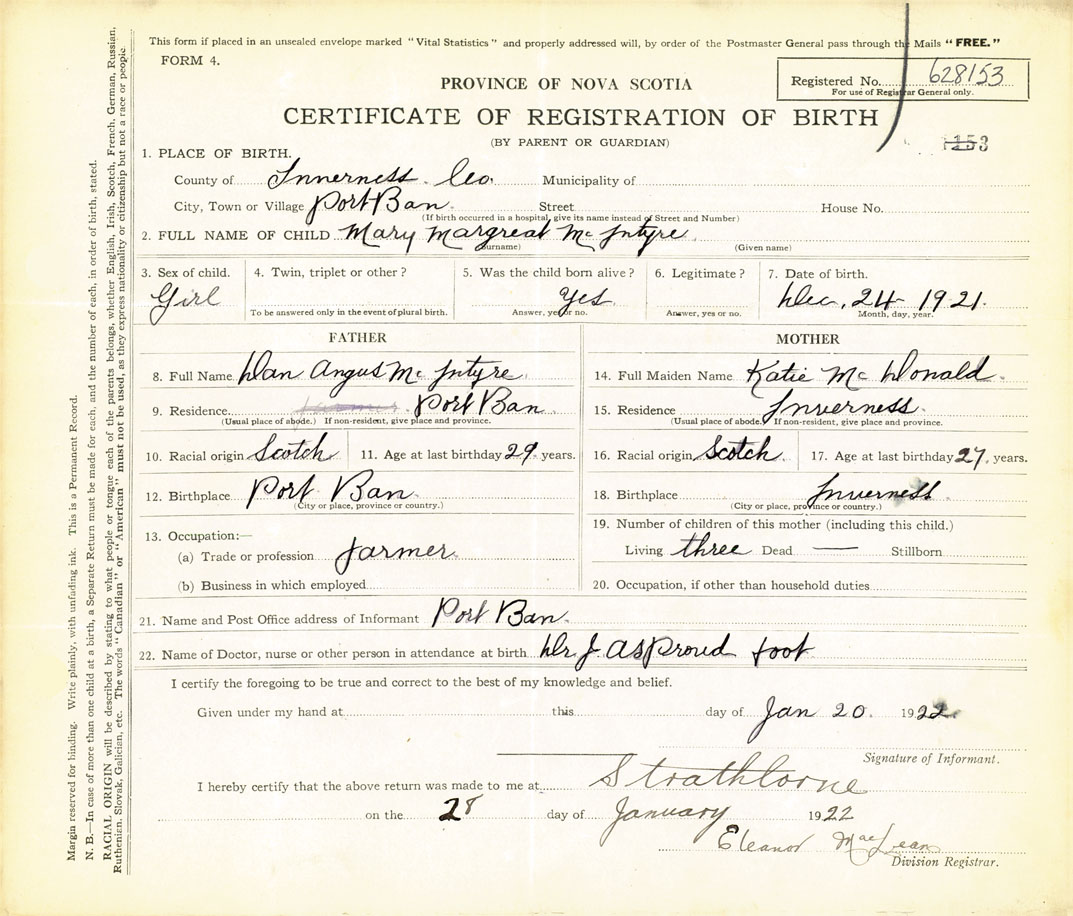 This form if placed in an unsealed envelope marked "Vital Statistics" and properly addressed will, by order of the Postmaster General pass through the Mails "FREE."
FORM 4.
Registered No. 628153
For use of Registrar General only.
PROVINCE OF NOVA SCOTIA
CERTIFICATE OF REGISTRATION OF BIRTH
(BY PARENT OR GUARDIAN)
153
1. PLACE OF BIRTH.
County of Inverness Co. Municipality of
City, Town or Village Port Ban Street House No.
(If birth occurred in a hospital, give its name instead of Street and Number)
2. FULL NAME OF CHILD Mary Margreat Mc Intyre
(Surname) (Given name)
3. Sex of child. 4. Twin, triplet or other? 5. Was the child born alive? 6. Legitimate? 7. Date of birth.
Girl Yes Dec, 24 1921.
To be answered only in the event of plural birth. Answer, yes or no. Answer, yes or no. Month, day, year.
FATHER
8. Full Name Dan Angus Mc Intyre
9. Residence Port Ban
(Usual place of abode.) If non-resident, give place and province.
10. Racial origin Scotch 11. Age at last birthday 29. years.
12. Birthplace Port Ban
(City or place, province or country.)
13. Occupation:—
(a) Trade or profession farmer
(b) Business in which employed
MOTHER
14. Full Maiden Name Katie Mc Donald
15. Residence Inverness
(Usual place of abode.) If non-resident, give place and province.
16. Racial origin Scotch 17. Age at last birthday 27. years.
18. Birthplace Inverness
(City or place, province or country.)
19. Number of children of this mother (including this child.)
Living three Dead — Stillborn
20. Occupation, if other than household duties
21. Name and Post Office address of Informant Port Ban
22. Name of Doctor, nurse or other person in attendance at birth Dr J. As Proud foot
I certify the foregoing to be true and correct to the best of my knowledge and belief.
Given under my hand at this day of Jan 20. 1922.
Signature of Informant.
I hereby certify that the above return was made to me at Strathlorne
on the 28 day of January 1922
Eleanor MacLean
Division Registrar.
Margin reserved for binding. Write plainly, with unfading ink. This is a Permanent Record.
N. B.—In case of more than one child at a birth, a Separate Return must be made for each, and the number of each, in order of birth, stated.
RACIAL ORIGIN will be described by stating to what people or tongue each of the parents belongs, whether English, Irish, Scotch, French, German, Russian,
Ruthenian, Slovak, Galician, etc. The words "Canadian" or "American" must not be used, as they express nationality or citizenship but not a race or people.